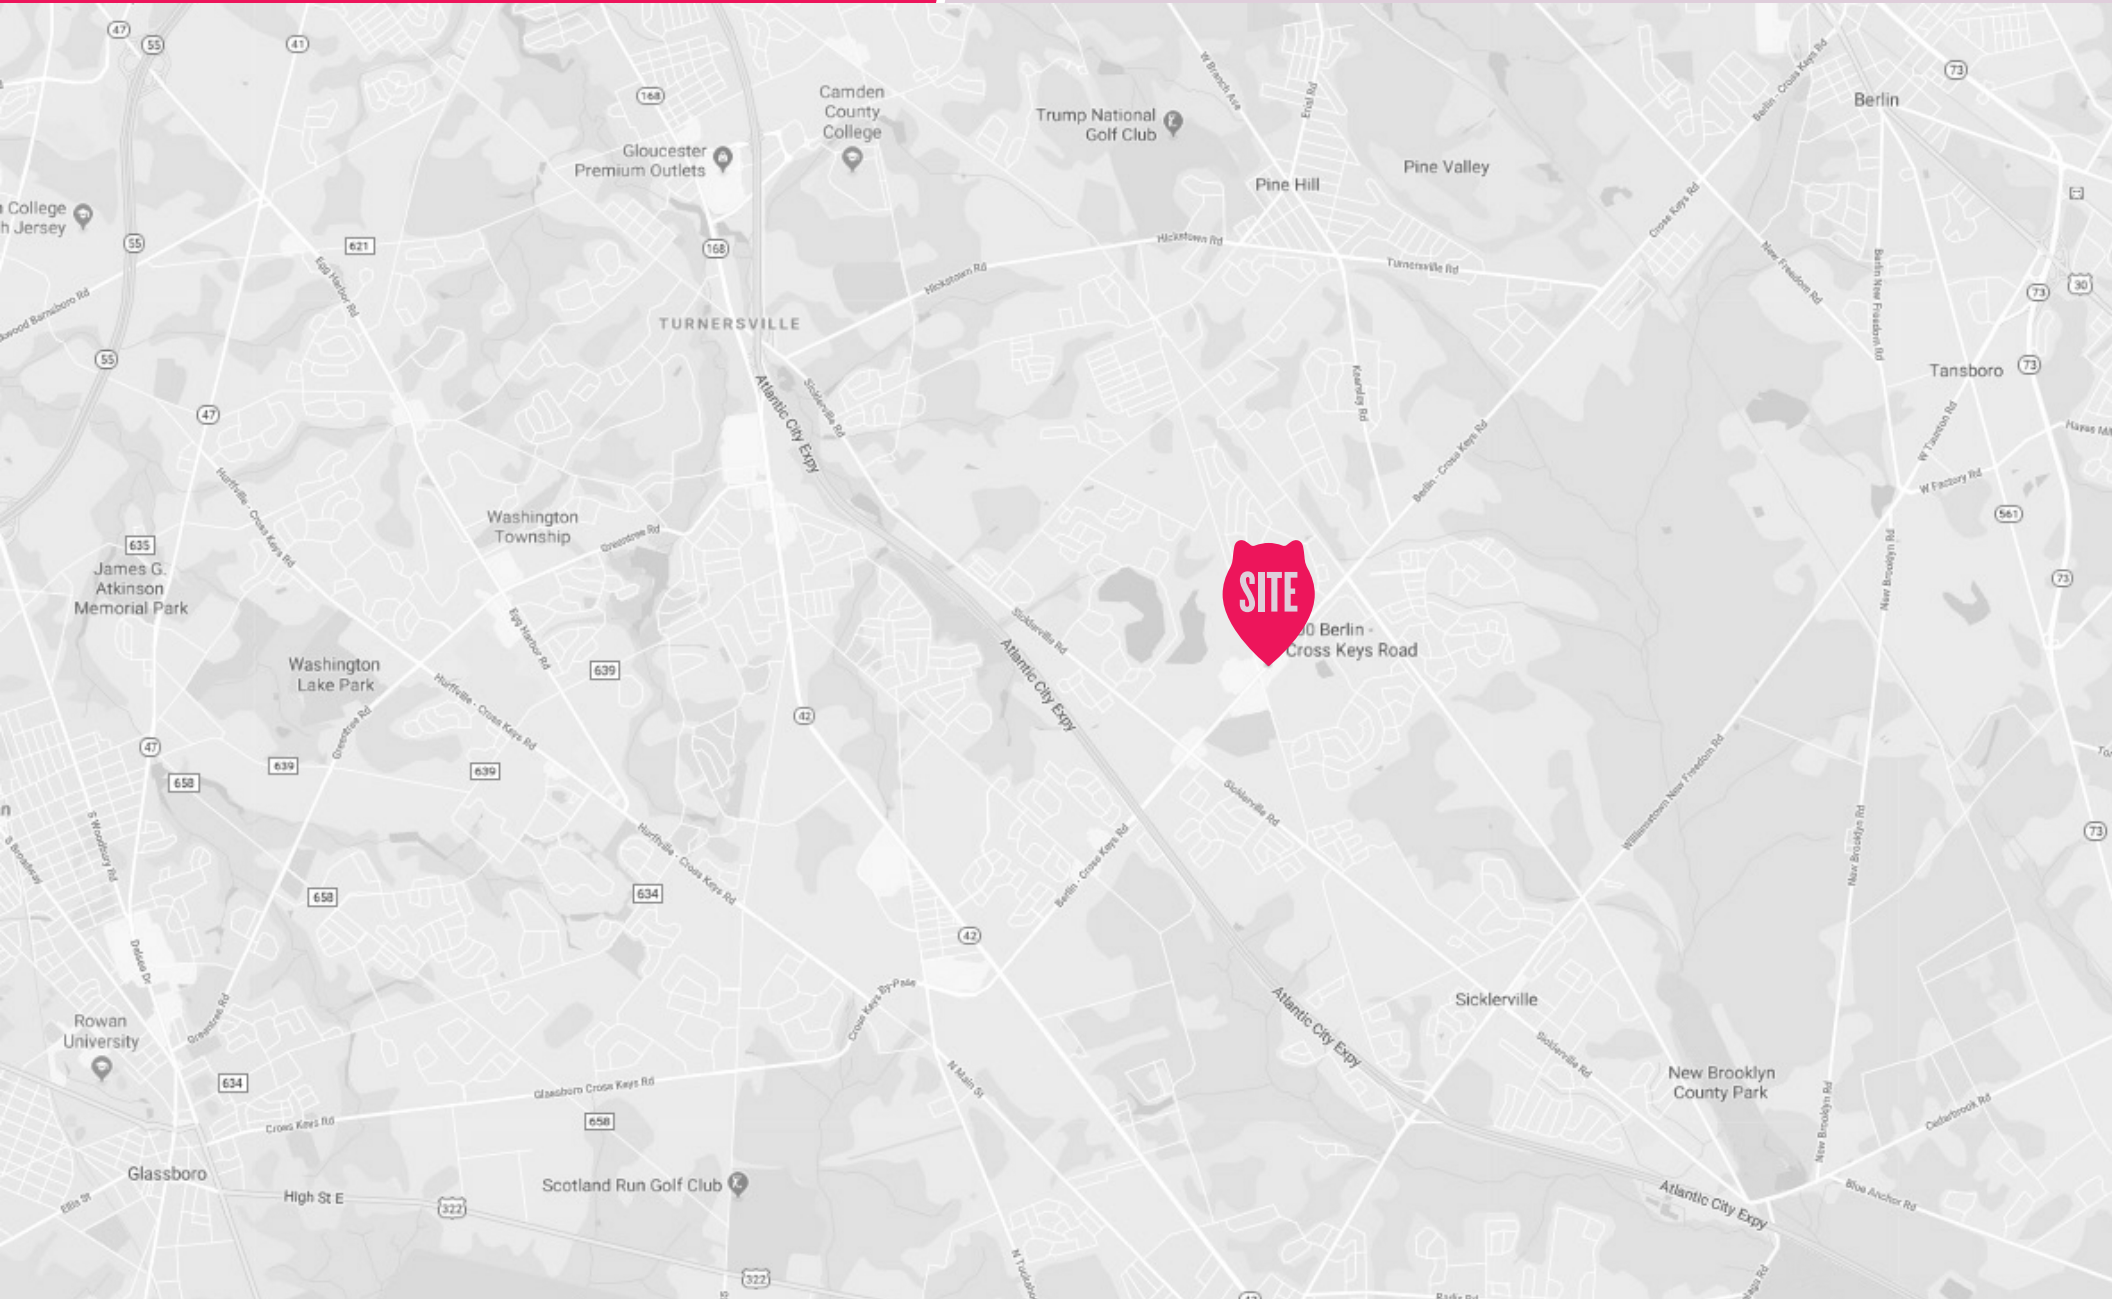 47
55
41
168
Camden
County
College
Trump National
Golf Club
W Branch Ave
Erial Rd
Berlin - Cross Keys Rd
73
Berlin
Gloucester
Premium Outlets
Pine Hill
Pine Valley
College
Jersey
55
621
168
Hickstown Rd
Cross Keys Rd
Egg Harbor Rd
Hickstown Rd
Turnersville Rd
New Freedom Rd
Berlin New Freedom Rd
73
30
Barnsboro Rd
TURNERSVILLE
55
Atlantic City Expy
Sicklerville Rd
Kearsley Rd
Tansboro
73
47
Berlin - Cross Keys Rd
W Taunton Rd
Hurffville - Cross Keys Rd
W Factory Rd
Washington
Township
Greentree Rd
561
635
James G.
Atkinson
Memorial Park
SITE
New Brooklyn Rd
73
Egg Harbor Rd
Sicklerville Rd
Berlin -
Cross Keys Road
Washington
Lake Park
639
Atlantic City Expy
Hurffville - Cross Keys Rd
Greentree Rd
42
47
639
639
658
Sicklerville Rd
Williamstown New Freedom Rd
S Woodbury Rd
S Broadway
Hurffville - Cross Keys Rd
Berlin - Cross Keys Rd
New Brooklyn Rd
73
658
634
42
Delsea Dr
Cross Keys By-Pass
Greentree Rd
Atlantic City Expy
Sicklerville
Rowan
University
Sicklerville Rd
634
Glassboro Cross Keys Rd
N Main St
New Brooklyn
County Park
Cross Keys Rd
658
New Brooklyn Rd
Cedarbrook Rd
Glassboro
Scotland Run Golf Club
High St E
Ellis St
322
Atlantic City Expy
Blue Anchor Rd
322